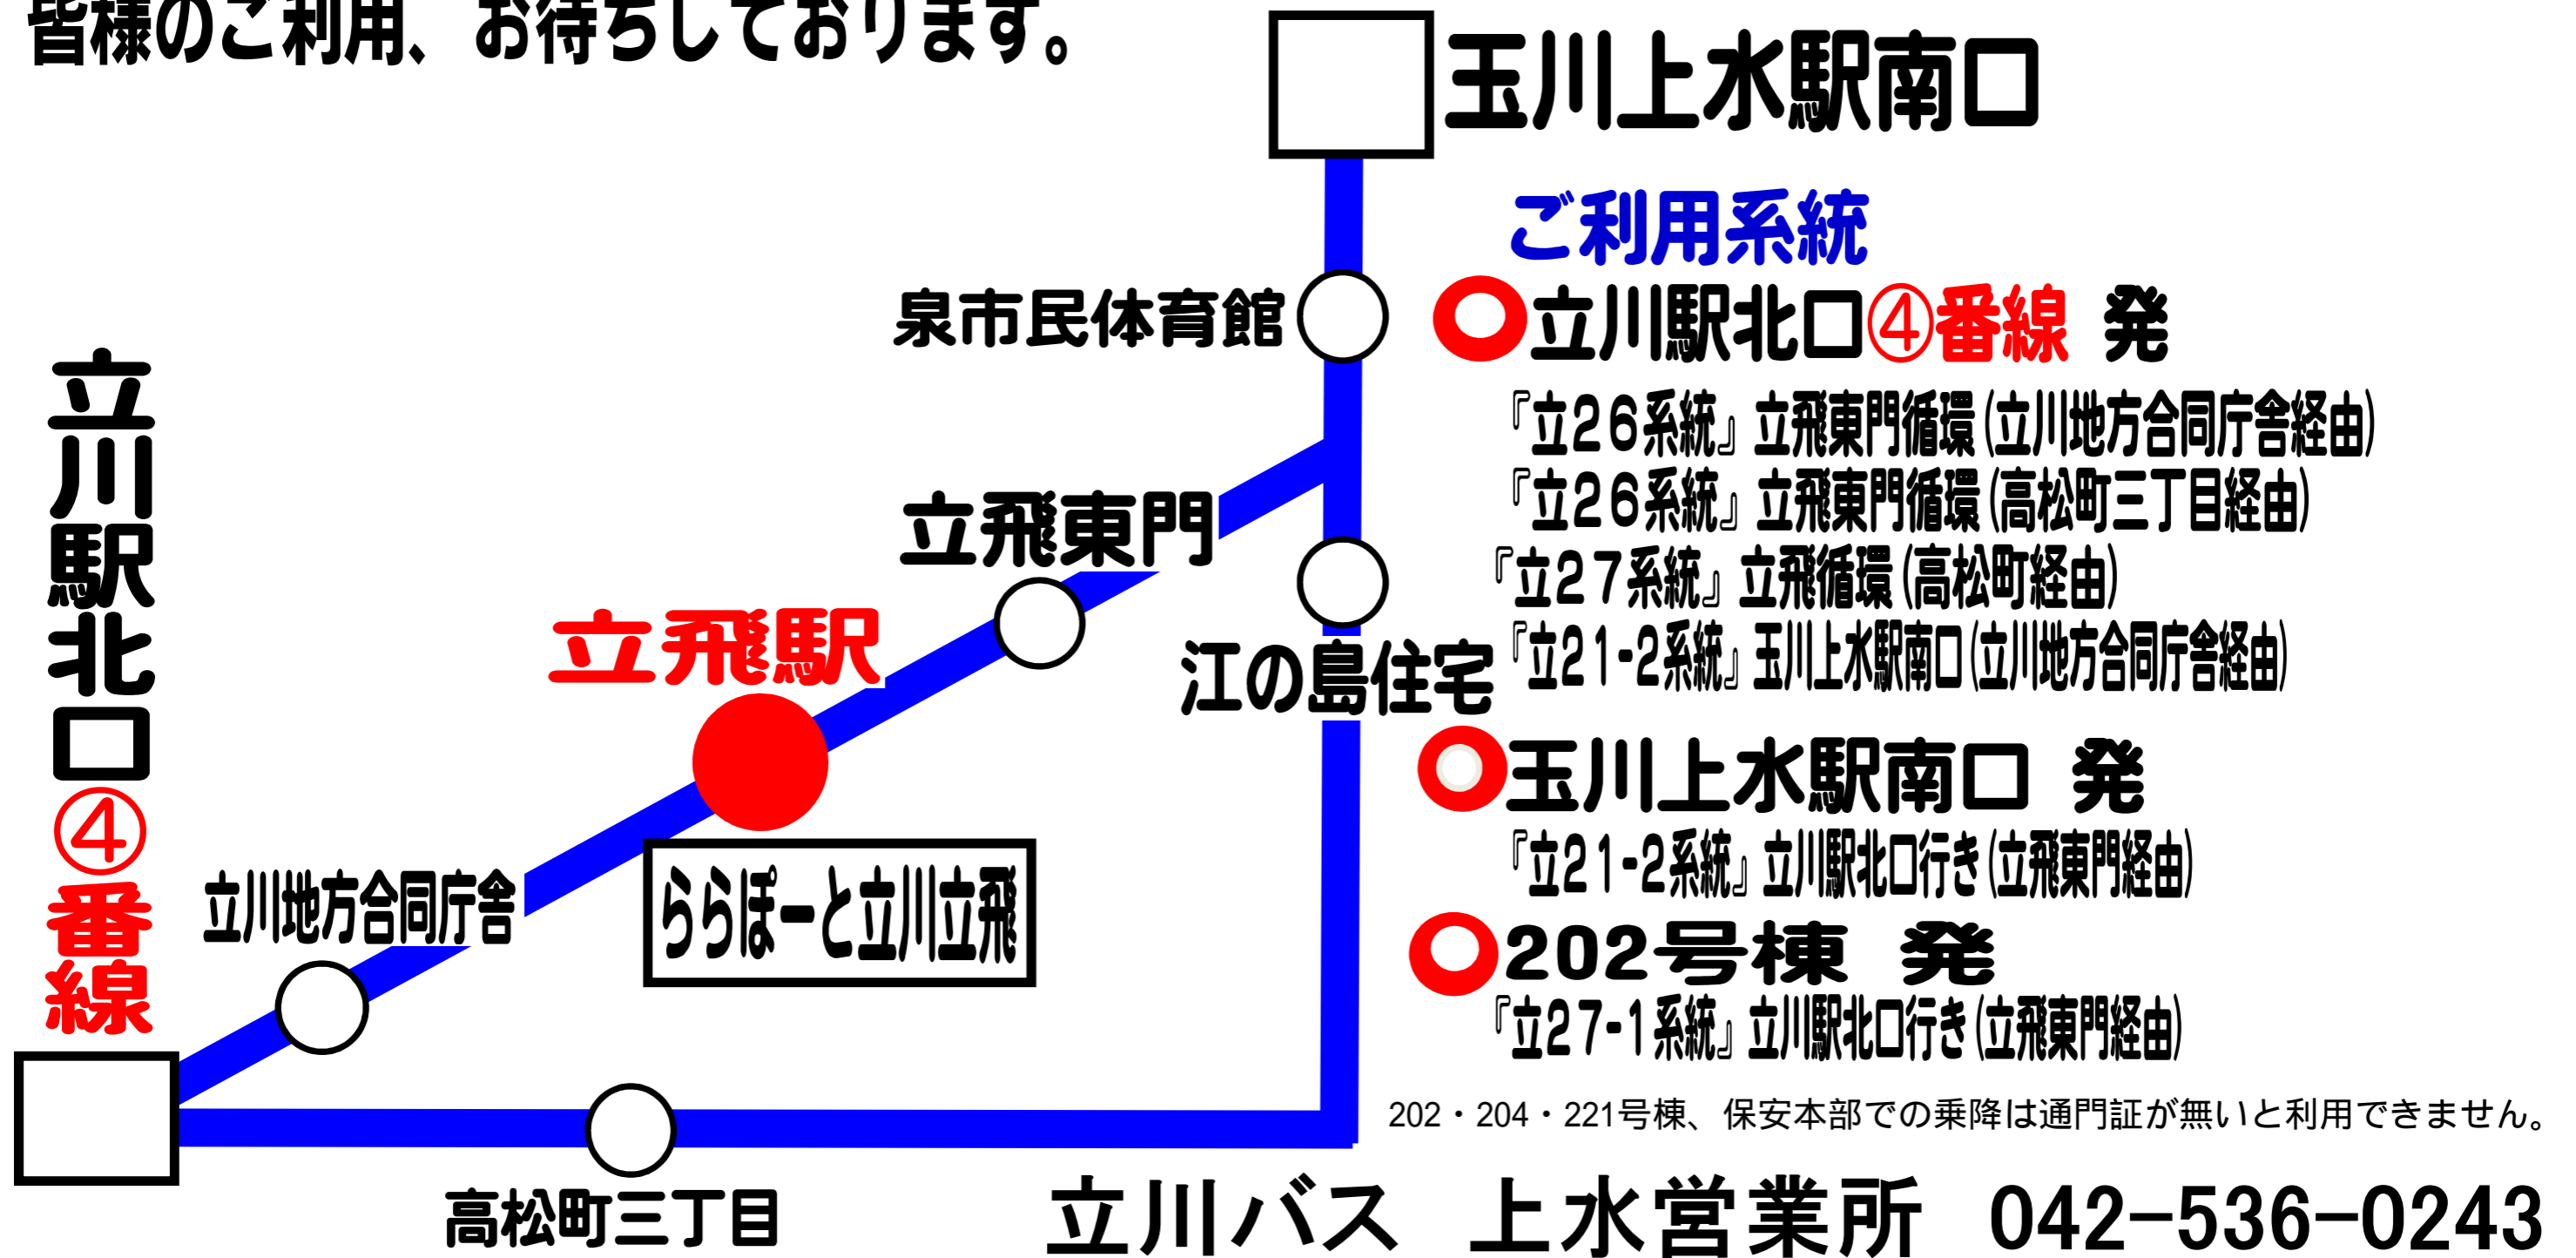 皆様のご利用、お待ちしております。
玉川上水駅南口
ご利用系統
泉市民体育館
立川駅北口④番線 発
『立２６系統』立飛東門循環(立川地方合同庁舎経由)
『立２６系統』立飛東門循環(高松町三丁目経由)
『立２７系統』立飛循環(高松町経由)
『立２１-２系統』玉川上水駅南口(立川地方合同庁舎経由)
立飛東門
立飛駅
江の島住宅
玉川上水駅南口 発
『立２１-２系統』立川駅北口行き(立飛東門経由)
202号棟 発
『立２７-１系統』立川駅北口行き(立飛東門経由)
202・204・221号棟、保安本部での乗降は通門証が無いと利用できません。
立川駅北口④番線
立川地方合同庁舎
ららぽーと立川立飛
高松町三丁目
立川バス 上水営業所 042-536-0243